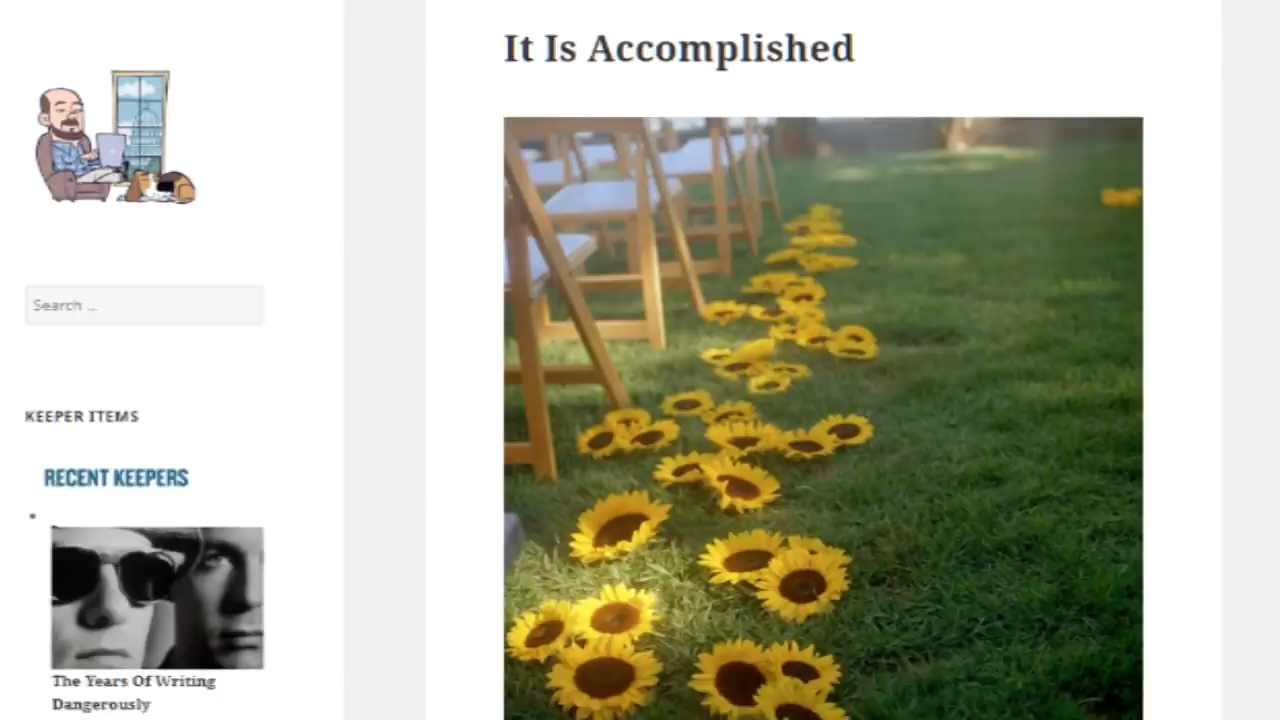 It Is Accomplished
Search ...
KEEPER ITEMS
RECENT KEEPERS
The Years Of Writing
Dangerously